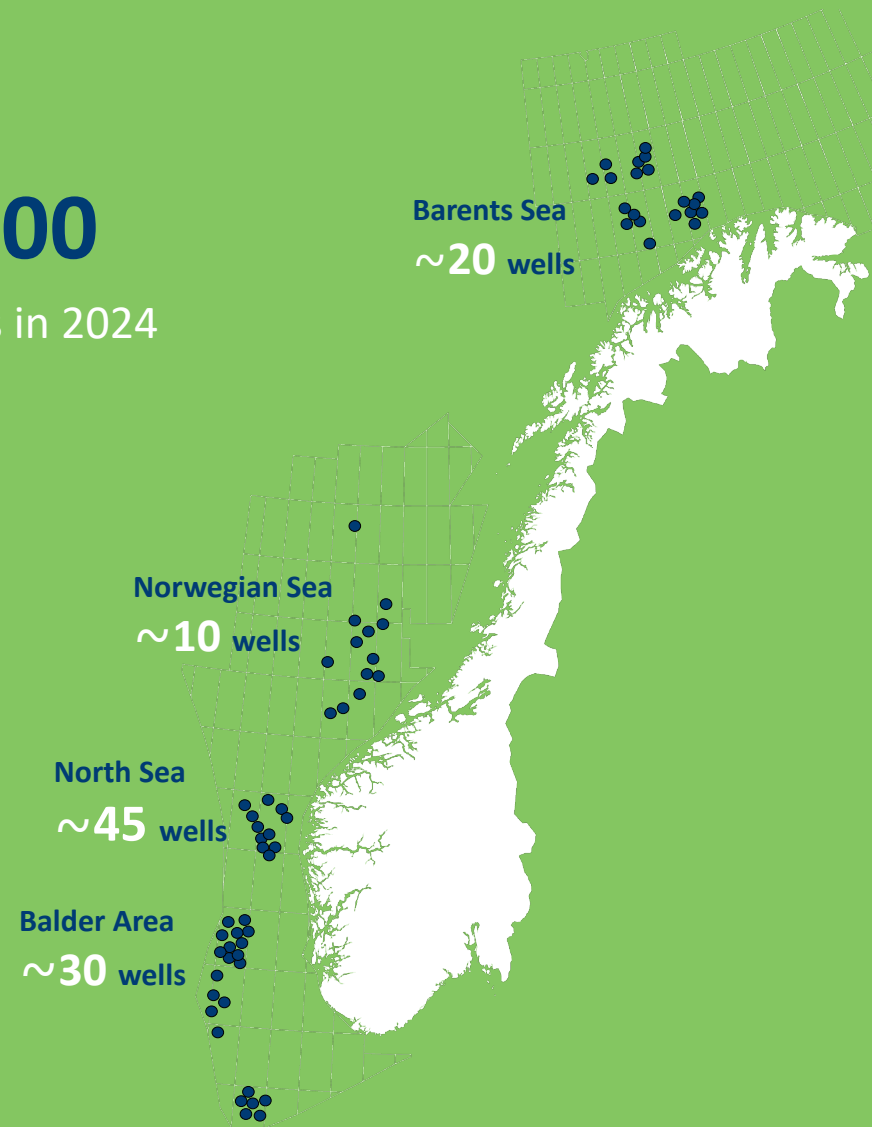 00
in 2024
Barents Sea
~20 wells
Norwegian Sea
~10 wells
North Sea
~45 wells
Balder Area
~30 wells